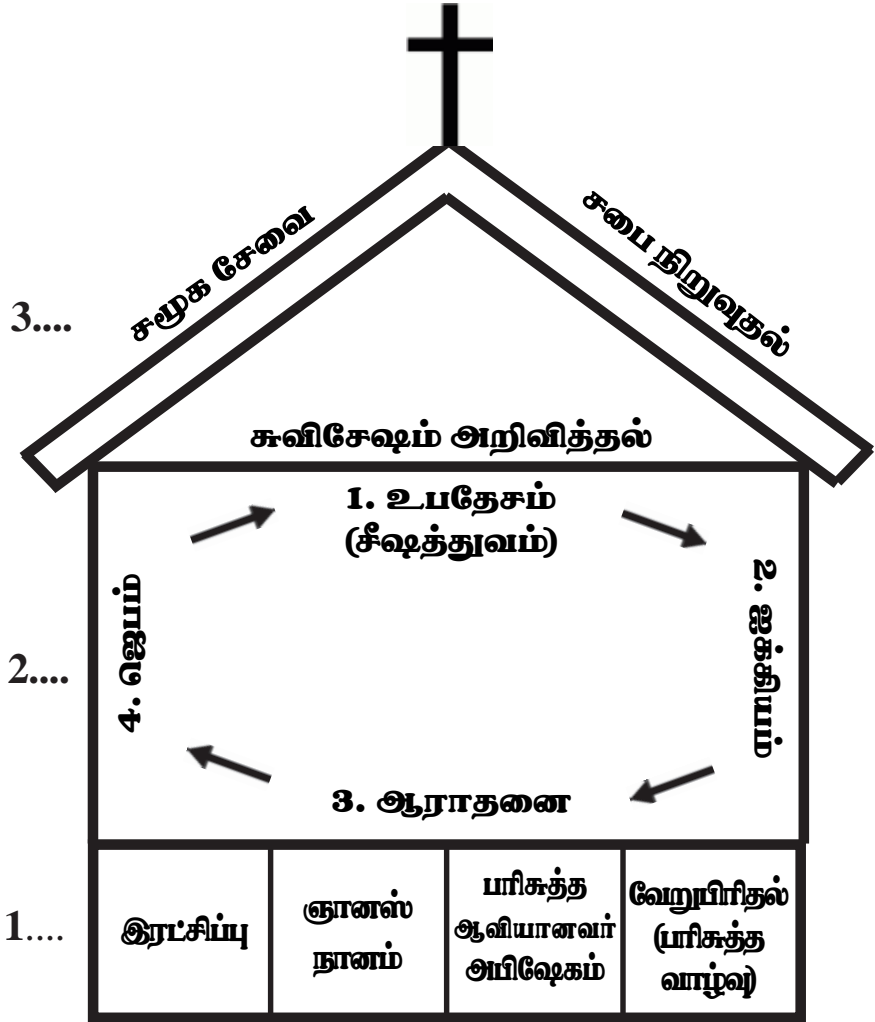 சமூக சேவை
சபை நிறுவுதல்
3....
சுவிசேஷம் அறிவித்தல்
1. உபதேசம்
(சீஷத்துவம்)
2. ஐக்கியம்
2....
4. ஜெபம்
3. ஆராதனை
1....
இரட்சிப்பு
ஞானஸ்
நானம்
பரிசுத்த
ஆவியானவர்
அபிஷேகம்
வேறுபிரிதல்
(பரிசுத்த
வாழ்வு)